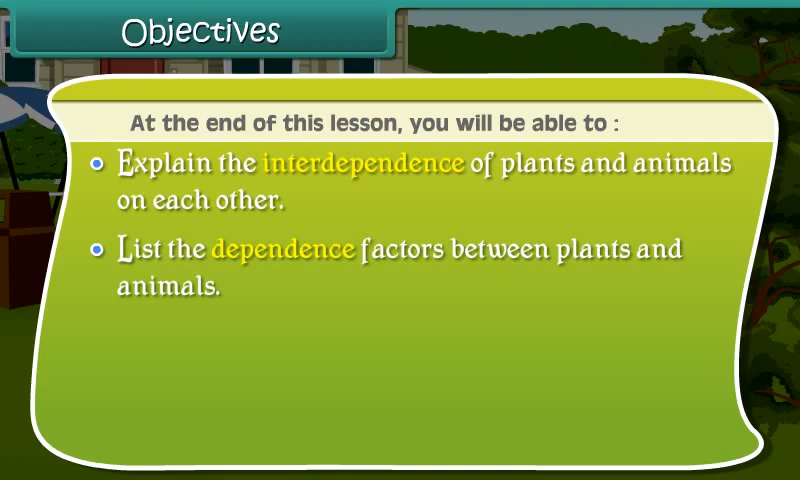 Objectives
At the end of this lesson, you will be able to :
Explain the interdependence of plants and animals
on each other.
List the dependence factors between plants and
animals.